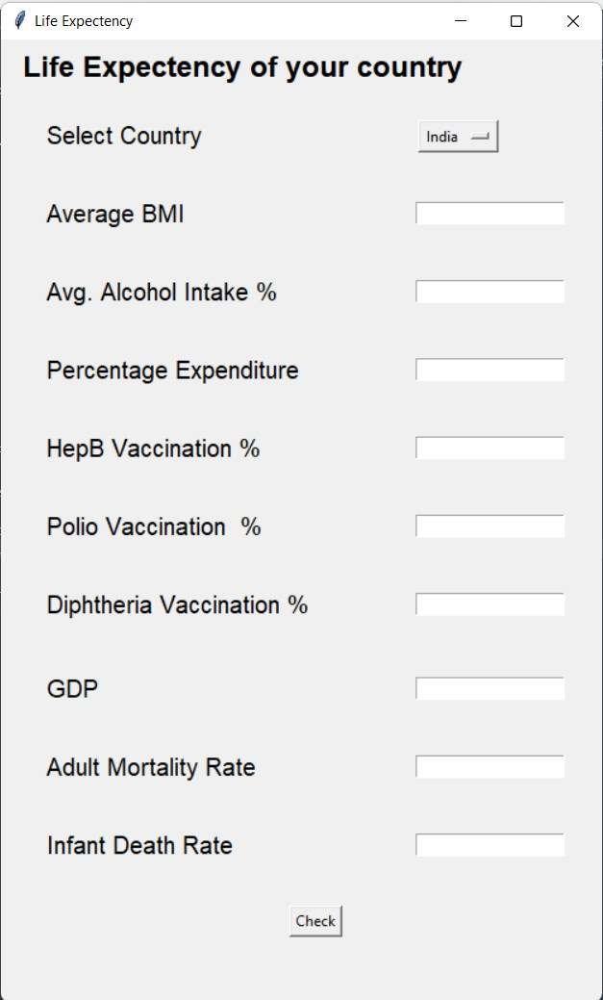 Life Expectency
Life Expectency of your country
Select Country India
Average BMI
Avg. Alcohol Intake %
Percentage Expenditure
HepB Vaccination %
Polio Vaccination  %
Diphtheria Vaccination %
GDP
Adult Mortality Rate
Infant Death Rate
Check